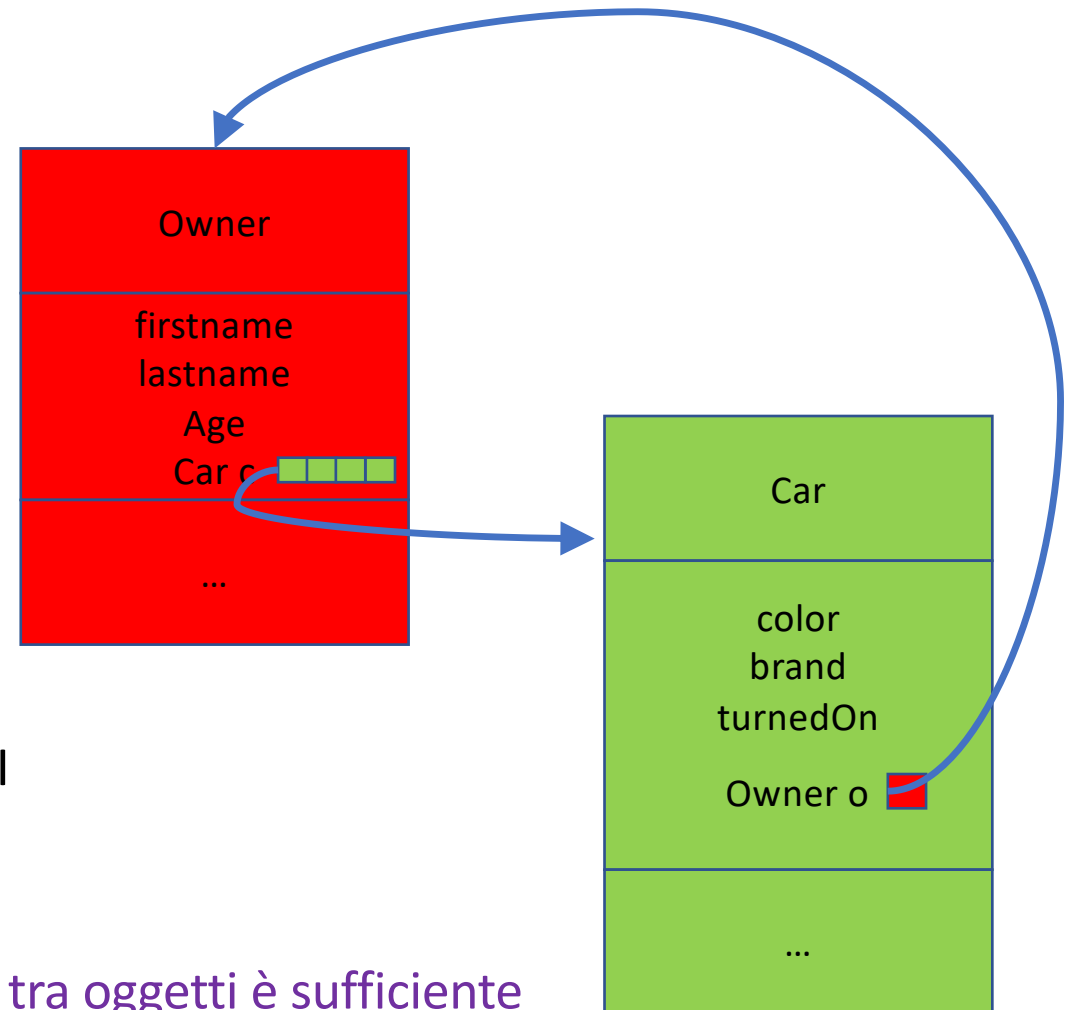 Owner
firstname
lastname
Age
Car c
…
Car
color
brand
turnedOn
Owner o
…
tra oggetti è sufficiente